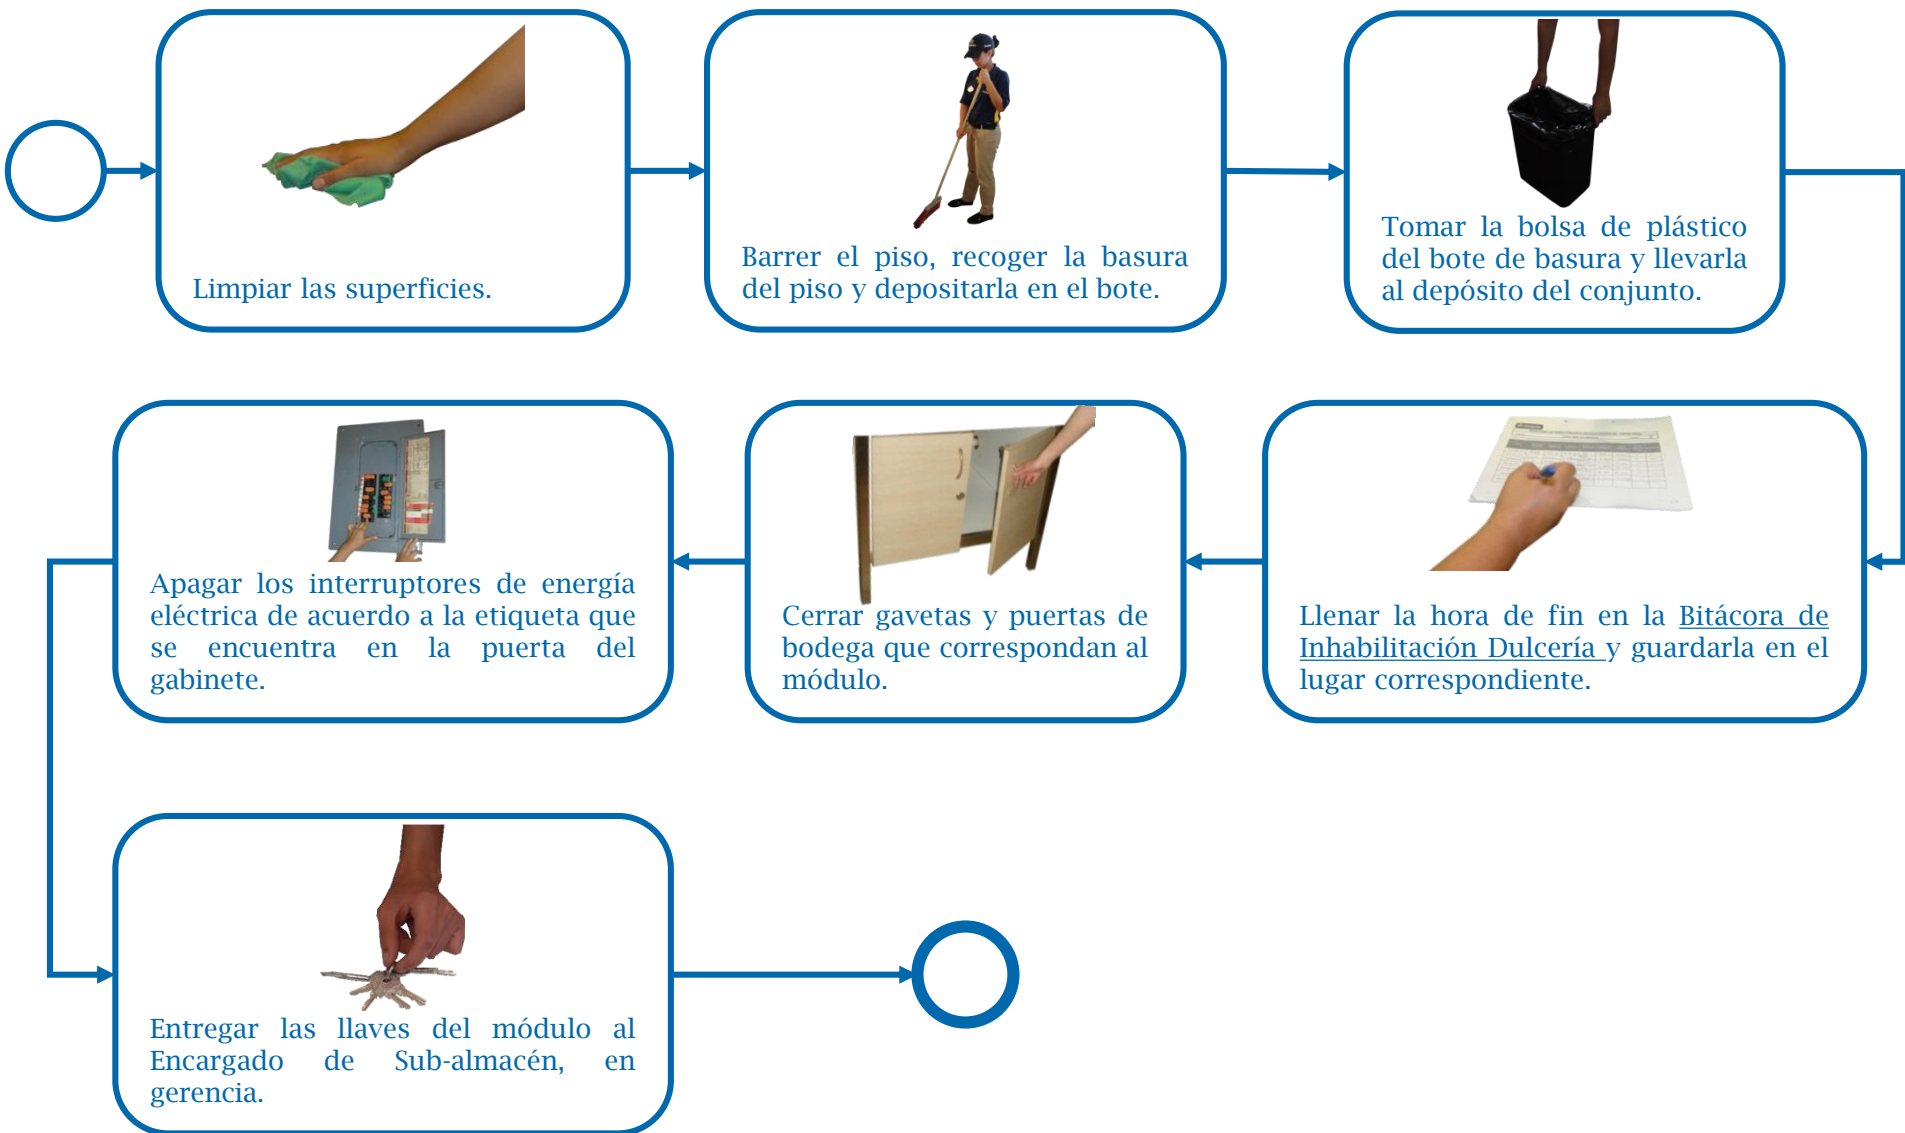 Limpiar las superficies.
Barrer el piso, recoger la basura
del piso y depositarla en el bote.
Tomar la bolsa de plástico
del bote de basura y llevarla
al depósito del conjunto.
Llenar la hora de fin en la Bitácora de
Inhabilitación Dulcería y guardarla en el
lugar correspondiente.
Cerrar gavetas y puertas de
bodega que correspondan al
módulo.
Apagar los interruptores de energía
eléctrica de acuerdo a la etiqueta que
se encuentra en la puerta del
gabinete.
Entregar las llaves del módulo al
Encargado de Sub-almacén, en
gerencia.